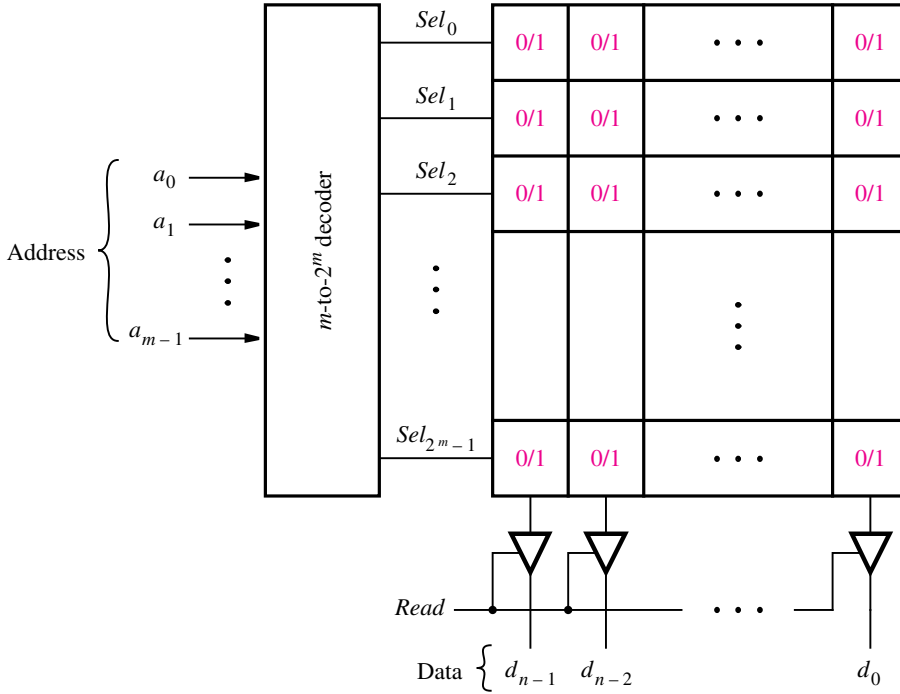 Sel₀ 0/1 0/1 • • • 0/1
Sel₁ 0/1 0/1 • • • 0/1
Sel₂ 0/1 0/1 • • • 0/1
a₀
a₁
Address
aₘ₋₁
m-to-2ᵐ decoder
Sel₂ᵐ₋₁ 0/1 0/1 • • • 0/1
Read • • •
Data { dₙ₋₁ dₙ₋₂ d₀